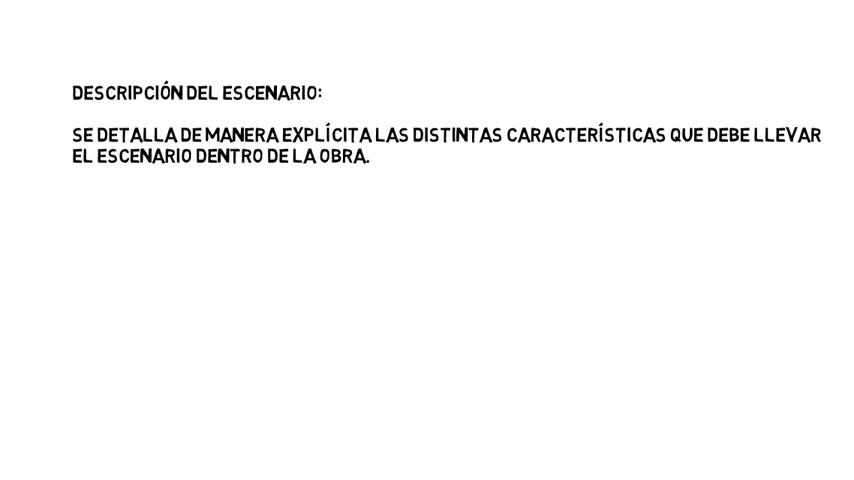 DESCRIPCIÓN DEL ESCENARIO:
SE DETALLA DE MANERA EXPLÍCITA LAS DISTINTAS CARACTERÍSTICAS QUE DEBE LLEVAR
EL ESCENARIO DENTRO DE LA OBRA.